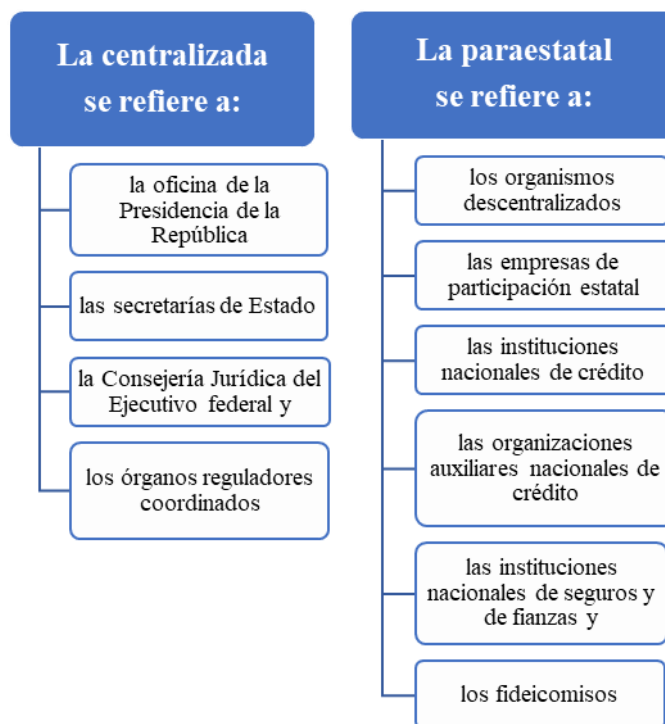 La centralizada
se refiere a:
la oficina de la
Presidencia de la
República
las secretarías de Estado
la Consejería Jurídica del
Ejecutivo federal y
los órganos reguladores
coordinados
La paraestatal
se refiere a:
los organismos
descentralizados
las empresas de
participación estatal
las instituciones
nacionales de crédito
las organizaciones
auxiliares nacionales de
crédito
las instituciones
nacionales de seguros y
de fianzas y
los fideicomisos